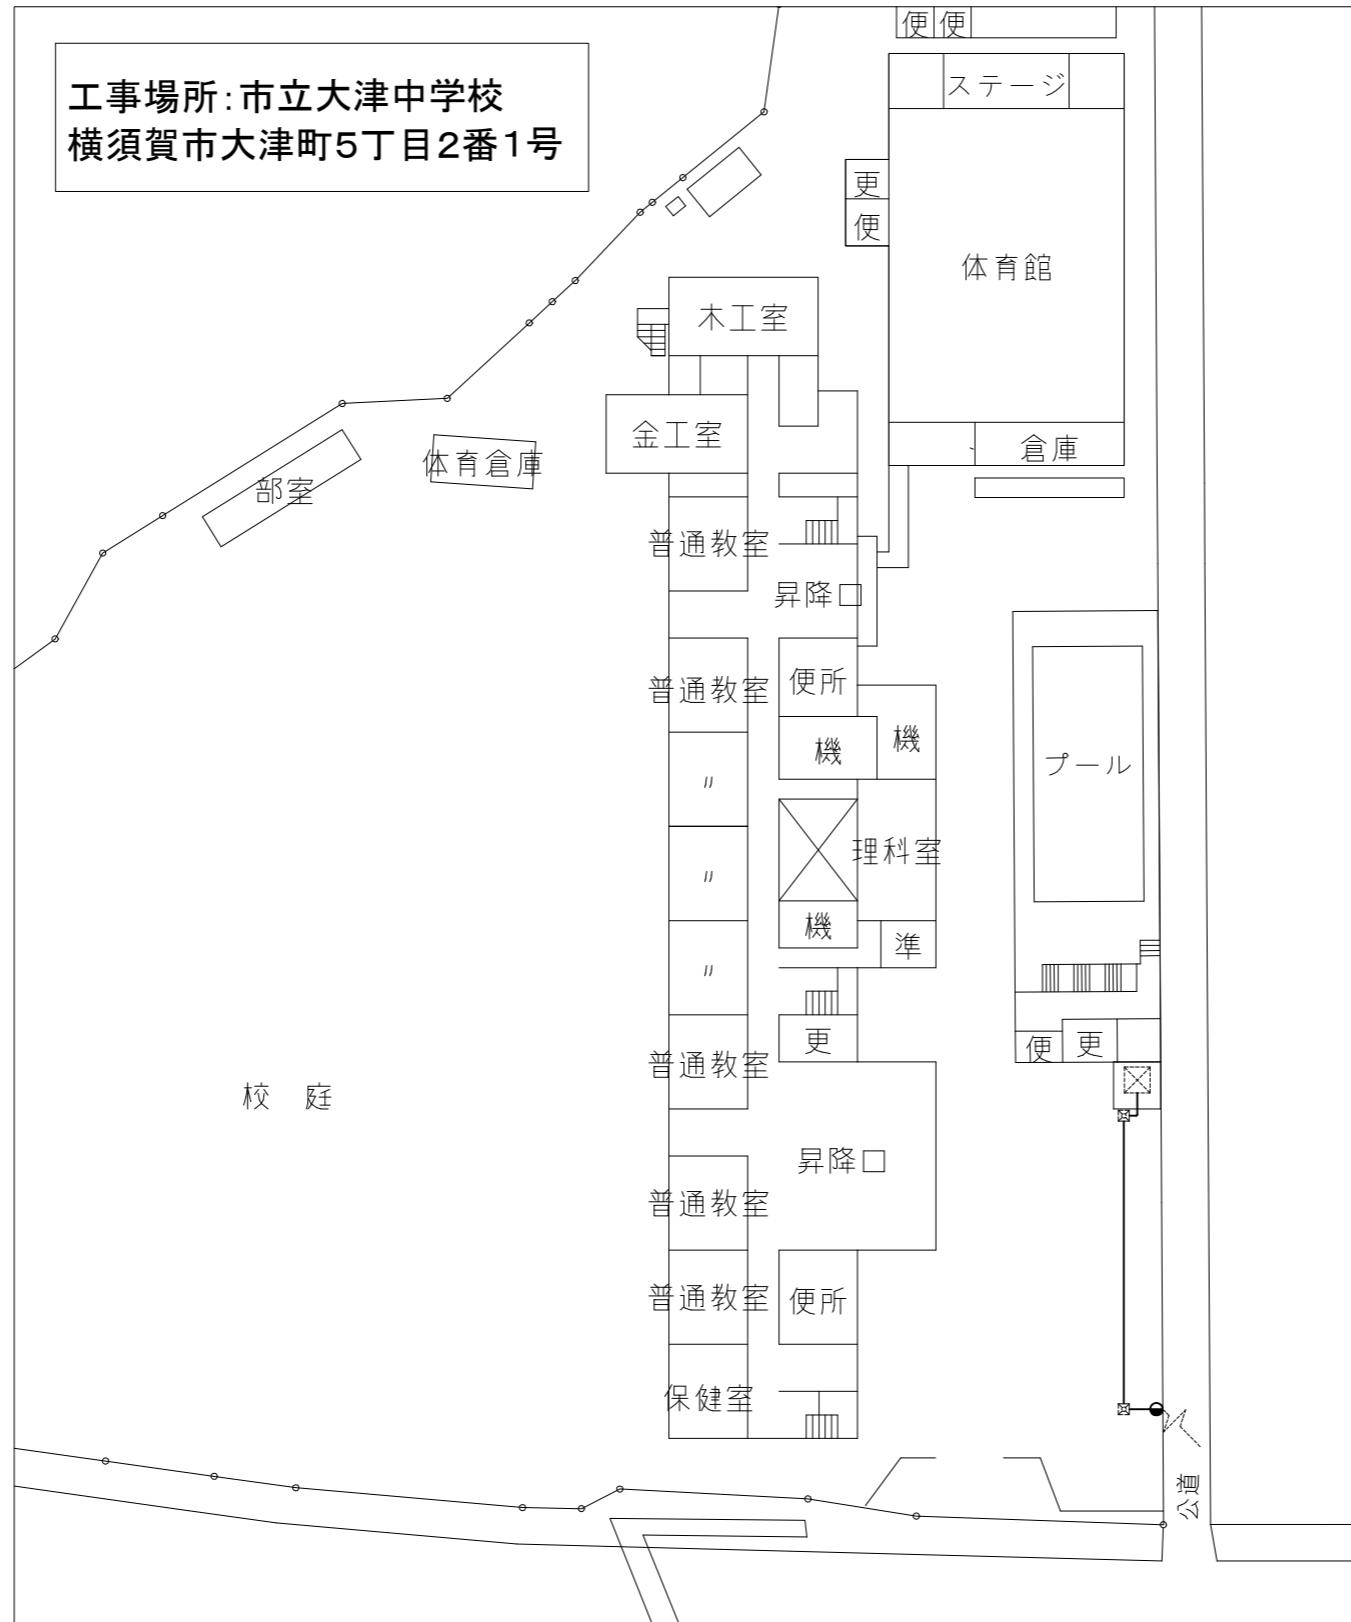 便 便
工事場所:市立大津中学校
横須賀市大津町5丁目2番1号
ステージ
更
便
体育館
木工室
金工室
倉庫
体育倉庫
部室
普通教室
昇降口
普通教室
便所
機
機
プール
〃
理科室
〃
機
準
〃
更
便
更
普通教室
校 庭
昇降口
普通教室
普通教室
便所
保健室
公道